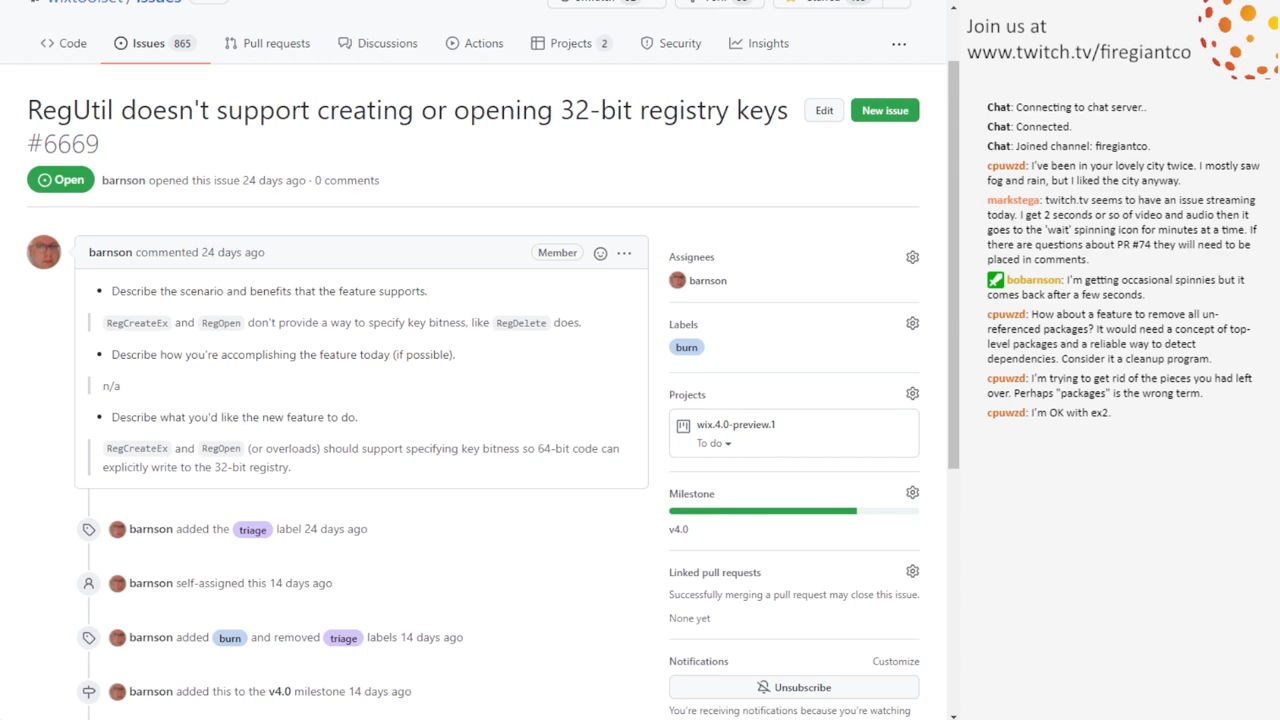 wixtoolset / issues
Code
Issues 865
Pull requests
Discussions
Actions
Projects 2
Security
Insights
...
RegUtil doesn't support creating or opening 32-bit registry keys
#6669
Edit
New issue
Open
barnson opened this issue 24 days ago · 0 comments
barnson commented 24 days ago
Member
...
• Describe the scenario and benefits that the feature supports.
RegCreateEx and RegOpen don't provide a way to specify key bitness, like RegDelete does.
• Describe how you're accomplishing the feature today (if possible).
n/a
• Describe what you'd like the new feature to do.
RegCreateEx and RegOpen (or overloads) should support specifying key bitness so 64-bit code can
explicitly write to the 32-bit registry.
barnson added the triage label 24 days ago
barnson self-assigned this 14 days ago
barnson added burn and removed triage labels 14 days ago
barnson added this to the v4.0 milestone 14 days ago
Assignees
barnson
Labels
burn
Projects
wix.4.0-preview.1
To do
Milestone
v4.0
Linked pull requests
Successfully merging a pull request may close this issue.
None yet
Notifications
Customize
Unsubscribe
You're receiving notifications because you're watching
Join us at
www.twitch.tv/firegiantco
Chat: Connecting to chat server..
Chat: Connected.
Chat: Joined channel: firegiantco.
cpuwzd: I've been in your lovely city twice. I mostly saw
fog and rain, but I liked the city anyway.
markstega: twitch.tv seems to have an issue streaming
today. I get 2 seconds or so of video and audio then it
goes to the 'wait' spinning icon for minutes at a time. If
there are questions about PR #74 they will need to be
placed in comments.
bobarnson: I'm getting occasional spinnies but it
comes back after a few seconds.
cpuwzd: How about a feature to remove all un-
referenced packages? It would need a concept of top-
level packages and a reliable way to detect
dependencies. Consider it a cleanup program.
cpuwzd: I'm trying to get rid of the pieces you had left
over. Perhaps "packages" is the wrong term.
cpuwzd: I'm OK with ex2.